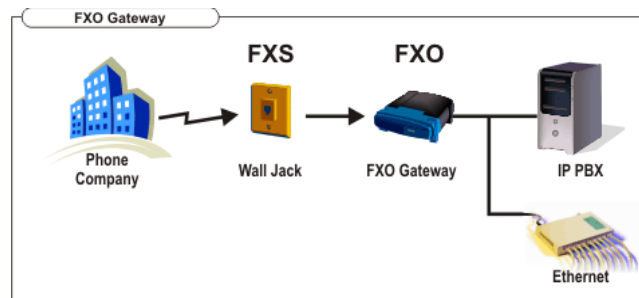 FXO Gateway
FXS
FXO
Phone
Company
Wall Jack
FXO Gateway
IP PBX
Ethernet